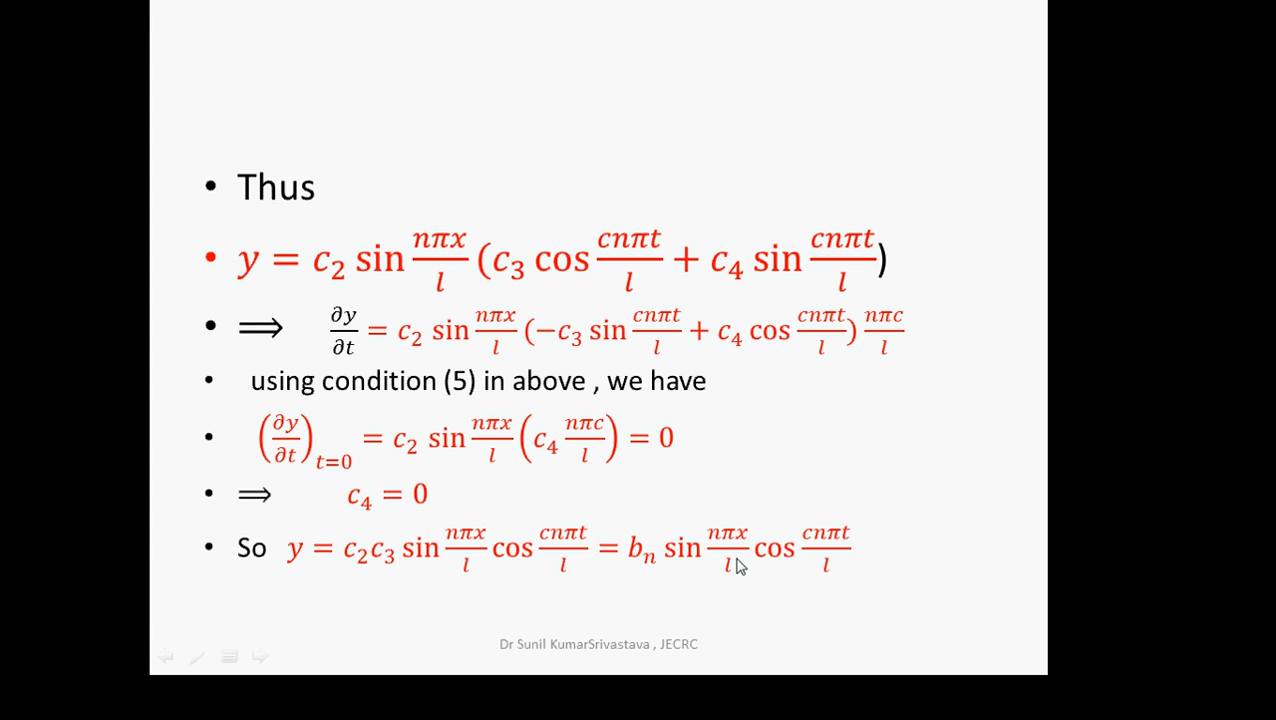 • Thus
• y = c₂ sin nπx/l (c₃ cos cnπt/l + c₄ sin cnπt/l)
• ⟹ ∂y/∂t = c₂ sin nπx/l (−c₃ sin cnπt/l + c₄ cos cnπt/l) nπc/l
• using condition (5) in above , we have
• (∂y/∂t)ₜ₌₀ = c₂ sin nπx/l (c₄ nπc/l) = 0
• ⟹ c₄ = 0
• So y = c₂c₃ sin nπx/l cos cnπt/l = bₙ sin nπx/l cos cnπt/l
Dr Sunil KumarSrivastava , JECRC